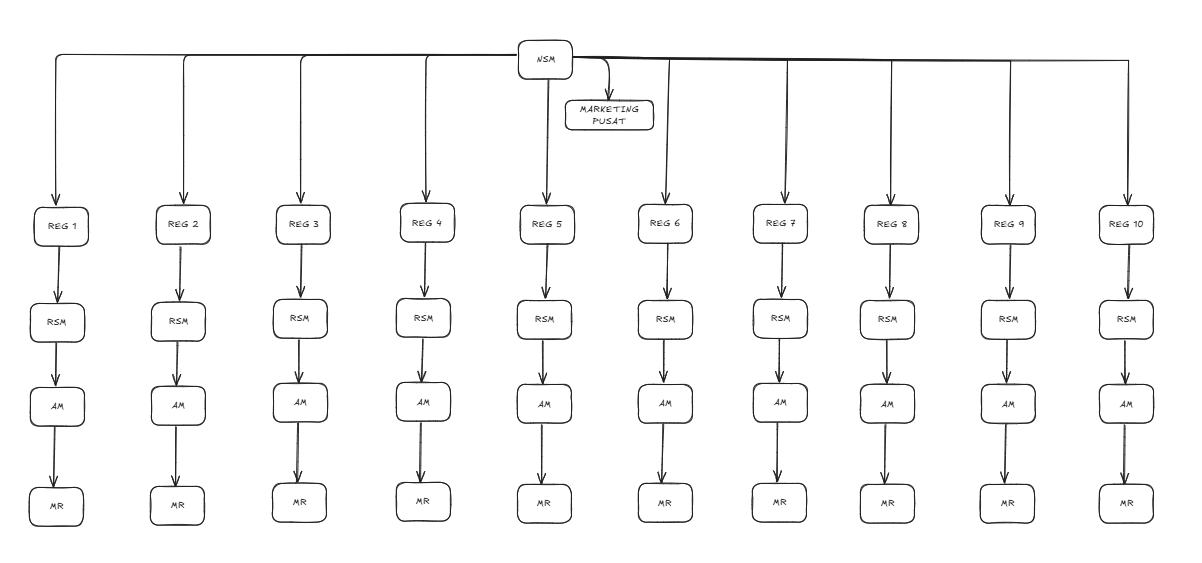 NSM
MARKETING
PUSAT
REG 1
REG 2
REG 3
REG 4
REG 5
REG 6
REG 7
REG 8
REG 9
REG 10
RSM
RSM
RSM
RSM
RSM
RSM
RSM
RSM
RSM
RSM
AM
AM
AM
AM
AM
AM
AM
AM
AM
AM
MR
MR
MR
MR
MR
MR
MR
MR
MR
MR